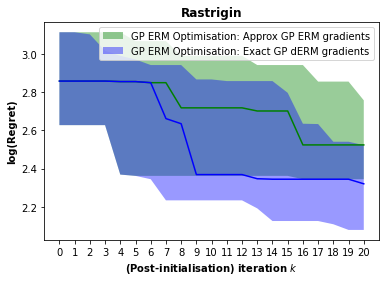 Rastrigin
GP ERM Optimisation: Approx GP ERM gradients
GP ERM Optimisation: Exact GP dERM gradients
log(Regret)
3.0
2.8
2.6
2.4
2.2
0 1 2 3 4 5 6 7 8 9 10 11 12 13 14 15 16 17 18 19 20
(Post-initialisation) iteration k